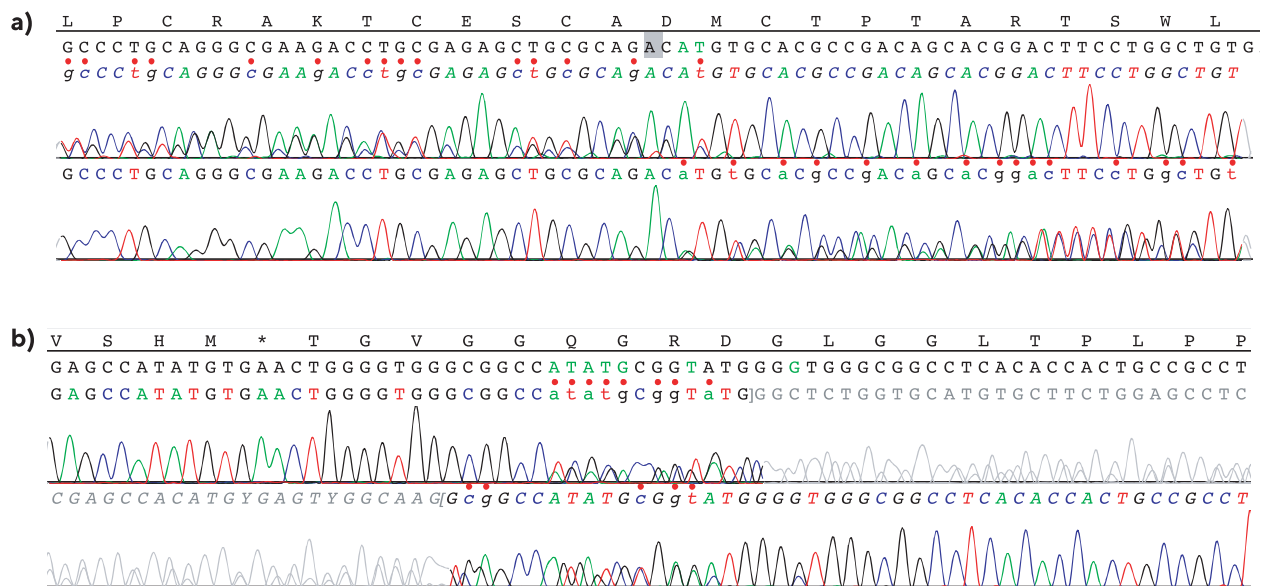 a) L P C R A K T C E S C A D M C T P T A R T S W L
GCCCTGCAGGGCGAAGACCTGCGAGAGCTGCGCAGACATGTGCACGCCGACAGCACGGACTTCCTGGCTGTG
gcCCtgCAGGGcGAAgACctgcGAGAGctGcGCAgACAtGTGCACGCCGACAGCACGGACTTCCTGGCTGT
GCCCTGCAGGGCGAAGACCTGCGAGAGCTGCGCAGACaTGtGCaCgCCgACaGCaCggacTTCcTGgcTGt
b) V S H M * T G V G G Q G R D G L G G L T P L P P
GAGCCATATGTGAACTGGGGTGGGCGGCCATATGCGGTATGGGGTGGGCGGCCTCACACCACTGCCGCCT
GAGCCATATGTGAACTGGGGTGGGCGGCCatatgCggTaTG]GGCTCTGGTGCATGTGCTTCTGGAGCCTC
CGAGCCACATGYGAGTYGGCAAG[GcgGCCATATGcGgtATGGGGTGGGCGGCCTCACACCACTGCCGCCT